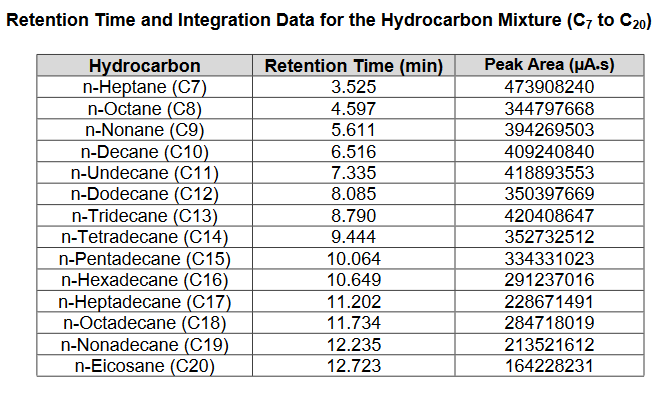 Retention Time and Integration Data for the Hydrocarbon Mixture (C7 to C20)
Hydrocarbon Retention Time (min) Peak Area (µA.s)
n-Heptane (C7) 3.525 473908240
n-Octane (C8) 4.597 344797668
n-Nonane (C9) 5.611 394269503
n-Decane (C10) 6.516 409240840
n-Undecane (C11) 7.335 418893553
n-Dodecane (C12) 8.085 350397669
n-Tridecane (C13) 8.790 420408647
n-Tetradecane (C14) 9.444 352732512
n-Pentadecane (C15) 10.064 334331023
n-Hexadecane (C16) 10.649 291237016
n-Heptadecane (C17) 11.202 228671491
n-Octadecane (C18) 11.734 284718019
n-Nonadecane (C19) 12.235 213521612
n-Eicosane (C20) 12.723 164228231